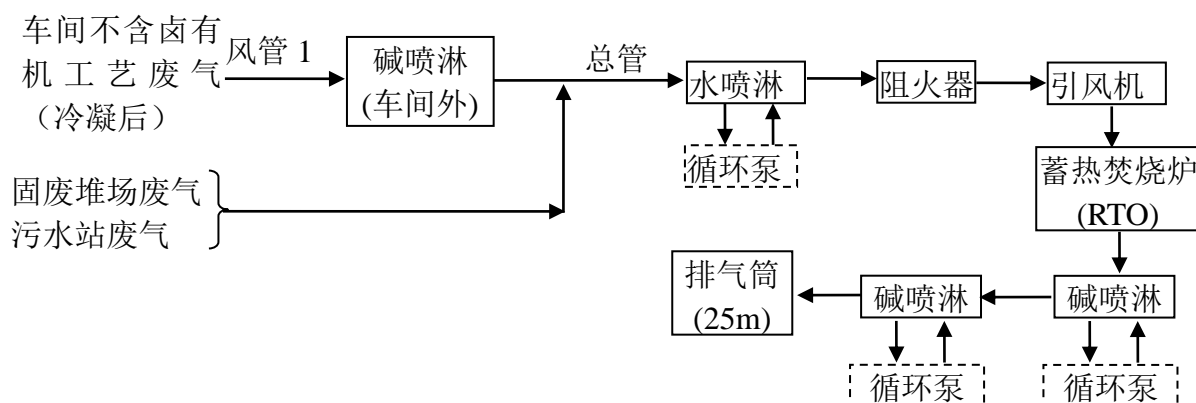 车间不含卤有
机工艺废气
（冷凝后）
风管 1
碱喷淋
(车间外)
总管
水喷淋
循环泵
阻火器
引风机
蓄热焚烧炉
(RTO)
固废堆场废气
污水站废气
排气筒
(25m)
碱喷淋
循环泵
碱喷淋
循环泵